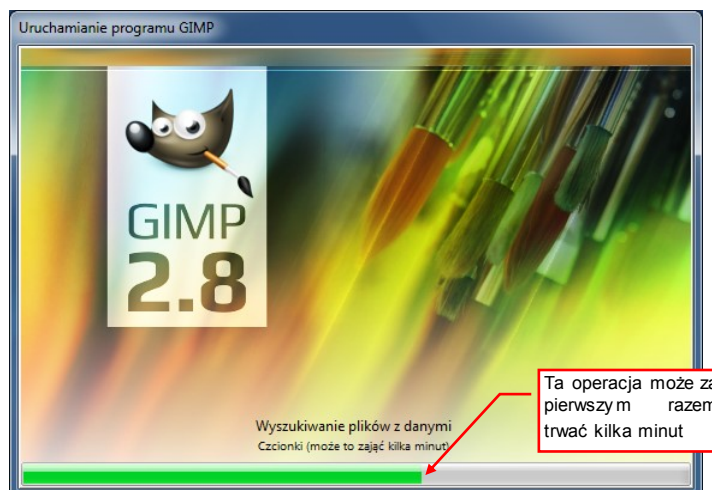 Uruchamianie programu GIMP
GIMP
2.8
Ta operacja może
pierwszym razem
trwać kilka minut
Wyszukiwanie plików z danymi
Czcionki (może to zająć kilka minut)